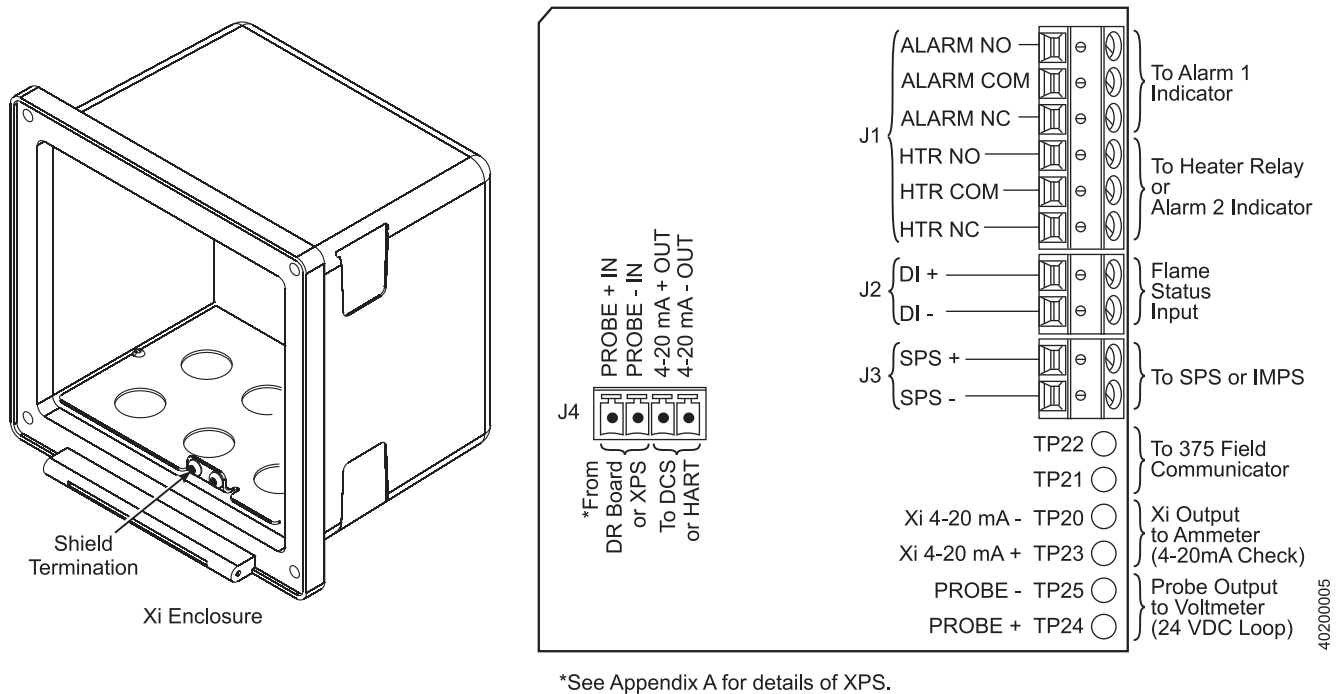 Shield
Termination
Xi Enclosure
J1
ALARM NO
ALARM COM
ALARM NC
HTR NO
HTR COM
HTR NC
To Alarm 1
Indicator
To Heater Relay
or
Alarm 2 Indicator
J2
DI +
DI -
Flame
Status
Input
J3
SPS +
SPS -
To SPS or IMPS
PROBE + IN
PROBE - IN
4-20 mA + OUT
4-20 mA - OUT
J4
*From
DR Board
or XPS
To DCS
or HART
TP22
TP21
To 375 Field
Communicator
Xi 4-20 mA - TP20
Xi 4-20 mA + TP23
Xi Output
to Ammeter
(4-20mA Check)
PROBE - TP25
PROBE + TP24
Probe Output
to Voltmeter
(24 VDC Loop)
40200005
*See Appendix A for details of XPS.